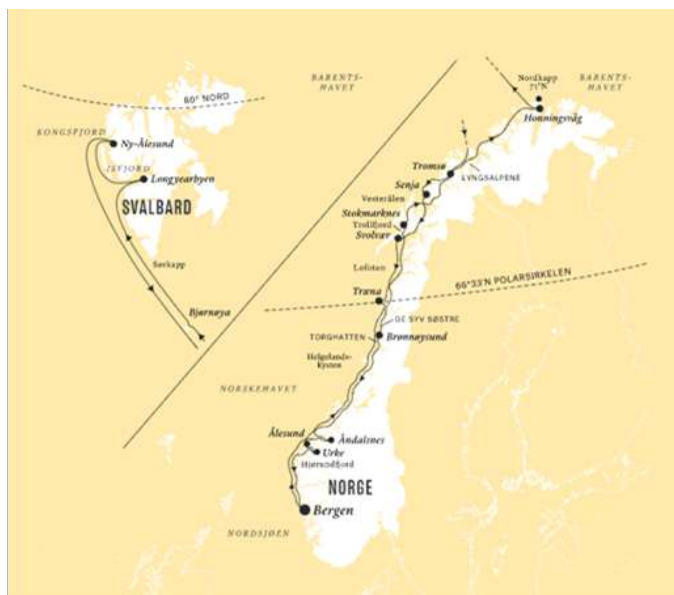 BARENTS-
HAVET
Nordkapp
71°N
BARENTS-
HAVET
80° NORD
Honningsvåg
KONGSFJORD
Ny-Ålesund
Tromsø
ISFJORD
LYNGSALPENE
Longyearbyen
Senja
Vesterålen
SVALBARD
Stokmarknes
Trollfjord
Svolvær
Sørkapp
Lofoten
66°33'N POLARSIRKELEN
Træna
Bjørnøya
DE SYV SØSTRE
TORGHATTEN
Brønnøysund
Helgelands-
kysten
NORSKEHAVET
Ålesund
Åndalsnes
Urke
Hjørundfjord
NORGE
Bergen
NORDSJØEN